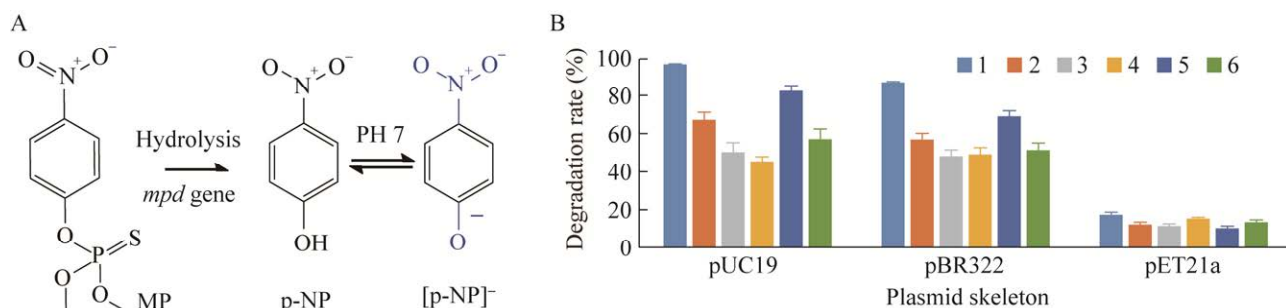 A
O
N⁺
O⁻
Hydrolysis
mpd gene
O
P
S
O
O
MP
O
N⁺
O⁻
OH
p-NP
PH 7
O
N⁺
O⁻
O
−
[p-NP]⁻
B
Degradation rate (%)
100
80
60
40
20
0
1 2 3 4 5 6
pUC19 pBR322 pET21a
Plasmid skeleton